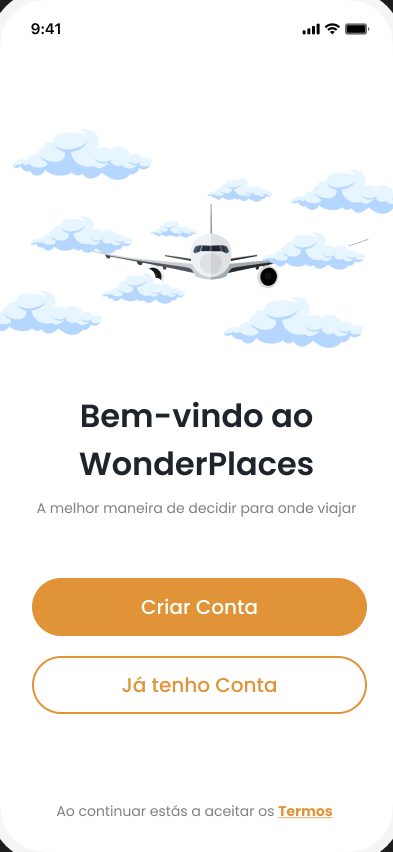 9:41
Bem-vindo ao
WonderPlaces
A melhor maneira de decidir para onde viajar
Criar Conta
Já tenho Conta
Ao continuar estás a aceitar os Termos